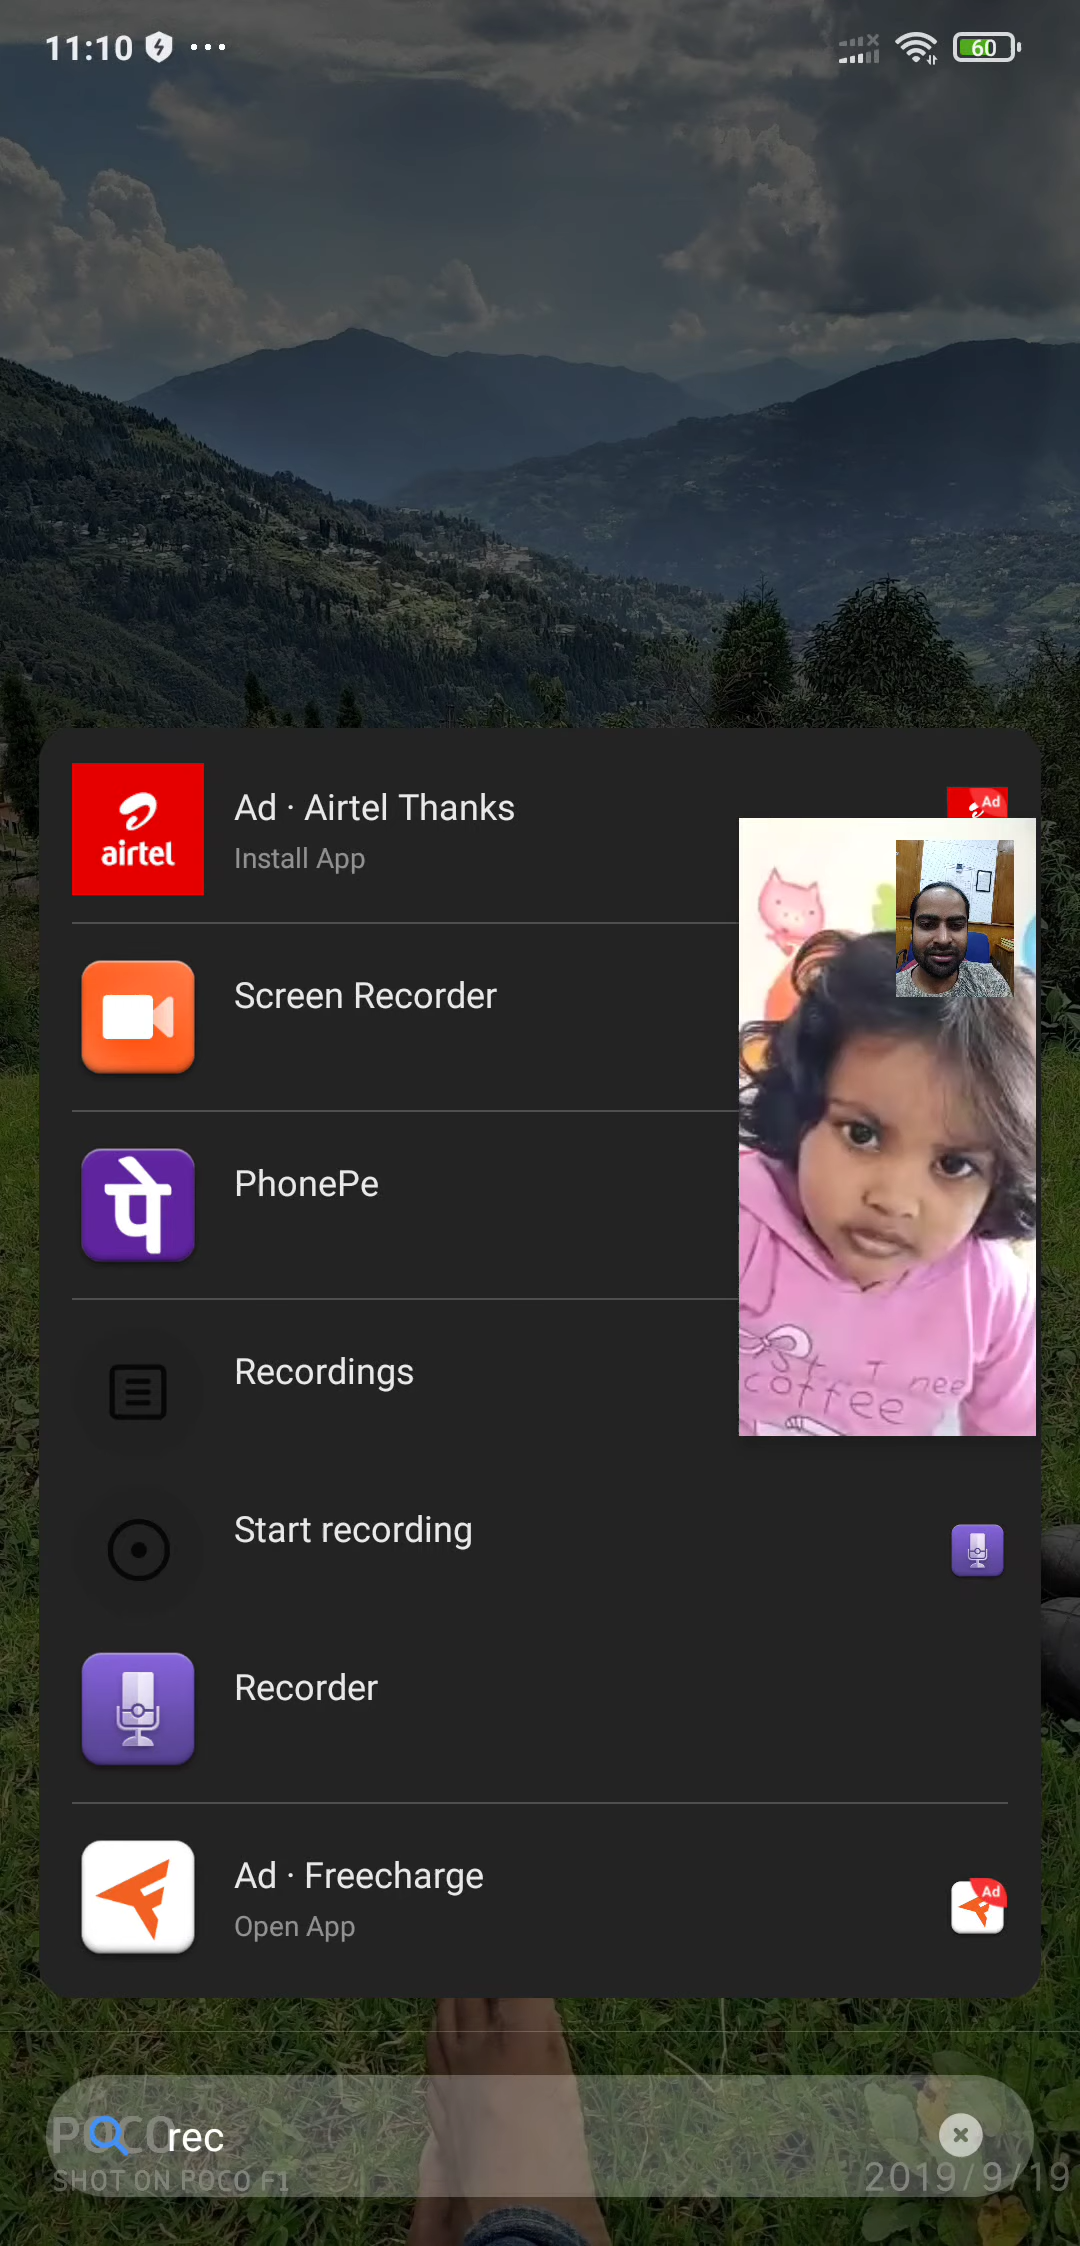 11:10
60
Ad · Airtel Thanks
Install App
airtel
Ad
Screen Recorder
PhonePe
पे
Recordings
Start recording
Recorder
Ad · Freecharge
Open App
Ad
I nee
coffee
rec
POCO
SHOT ON POCO F1
2019/9/19